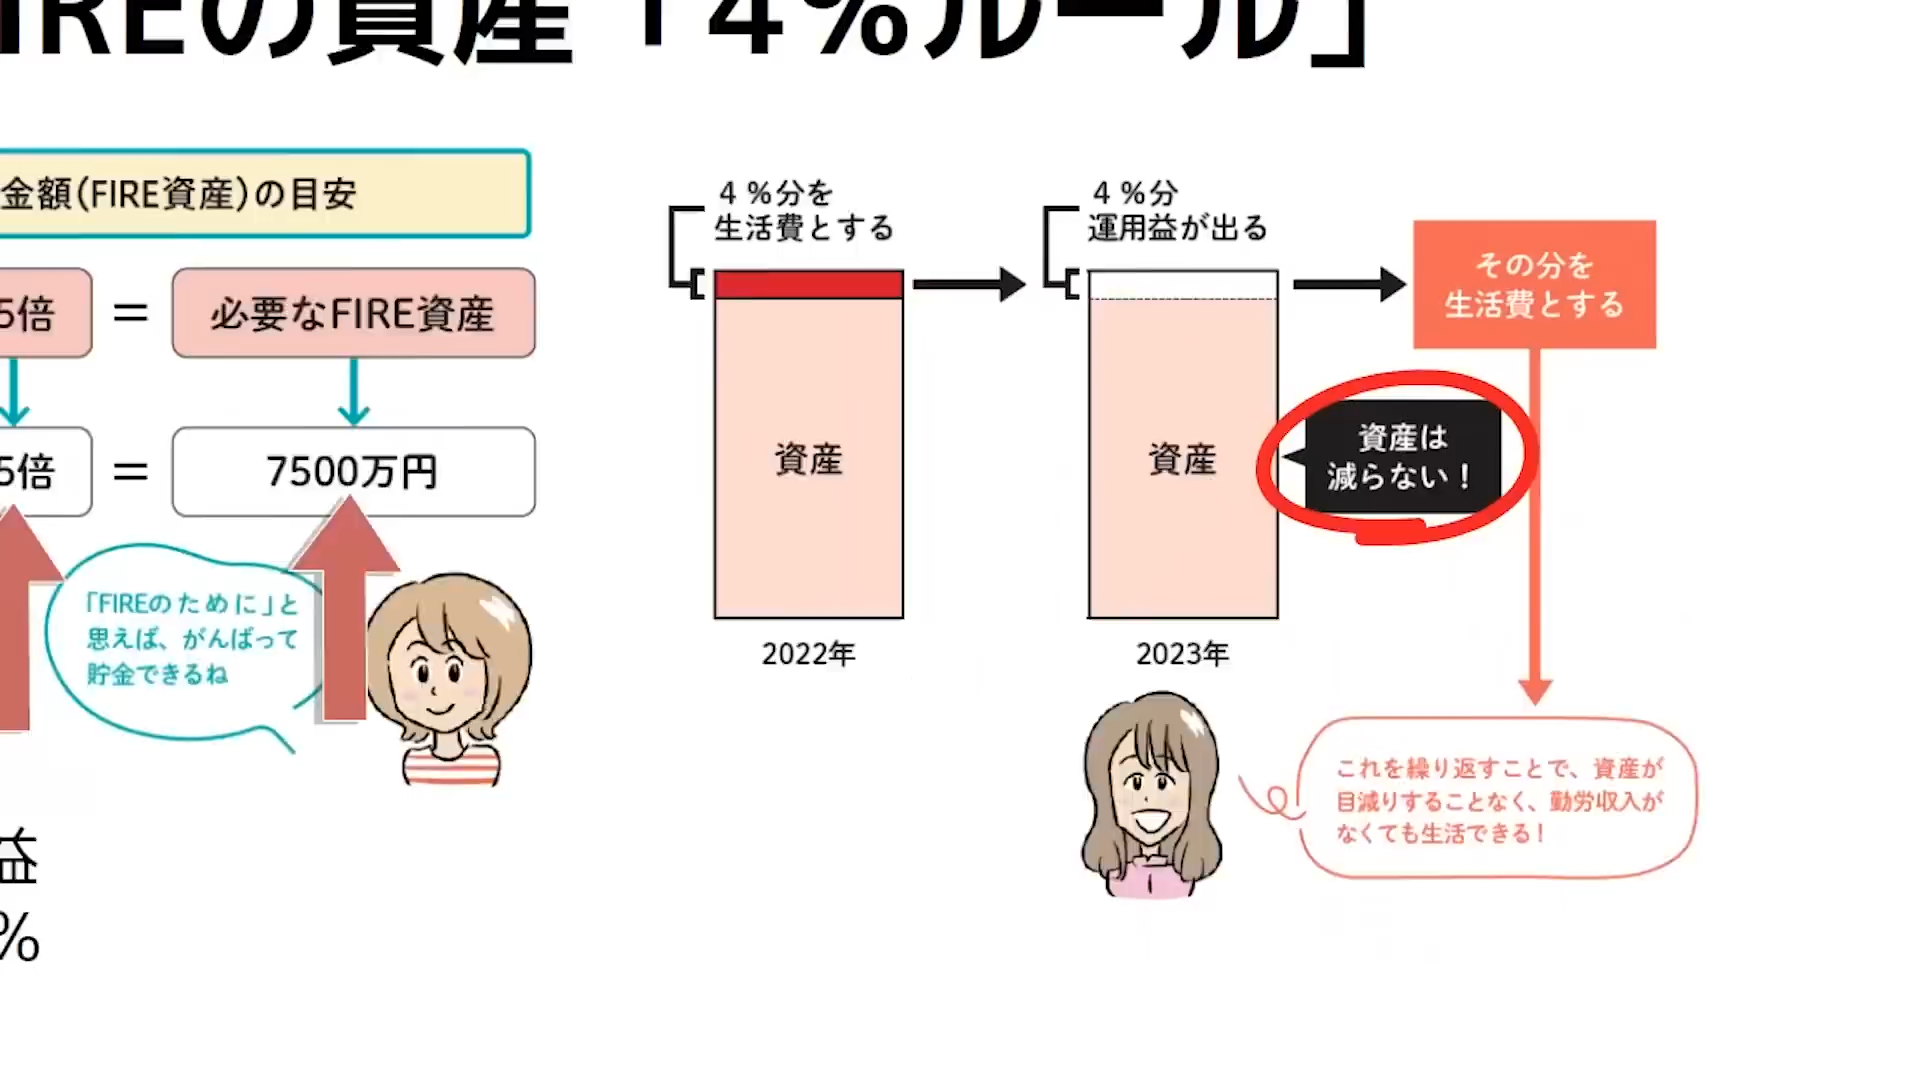 IREの資産「4%ルール」
金額(FIRE資産)の目安
5倍 = 必要なFIRE資産
5倍 = 7500万円
「FIREのために」と
思えば、がんばって
貯金できるね
益
%
4%分を
生活費とする
資産
2022年
4%分
運用益が出る
資産
2023年
その分を
生活費とする
資産は
減らない!
これを繰り返すことで、資産が
目減りすることなく、勤労収入が
なくても生活できる!